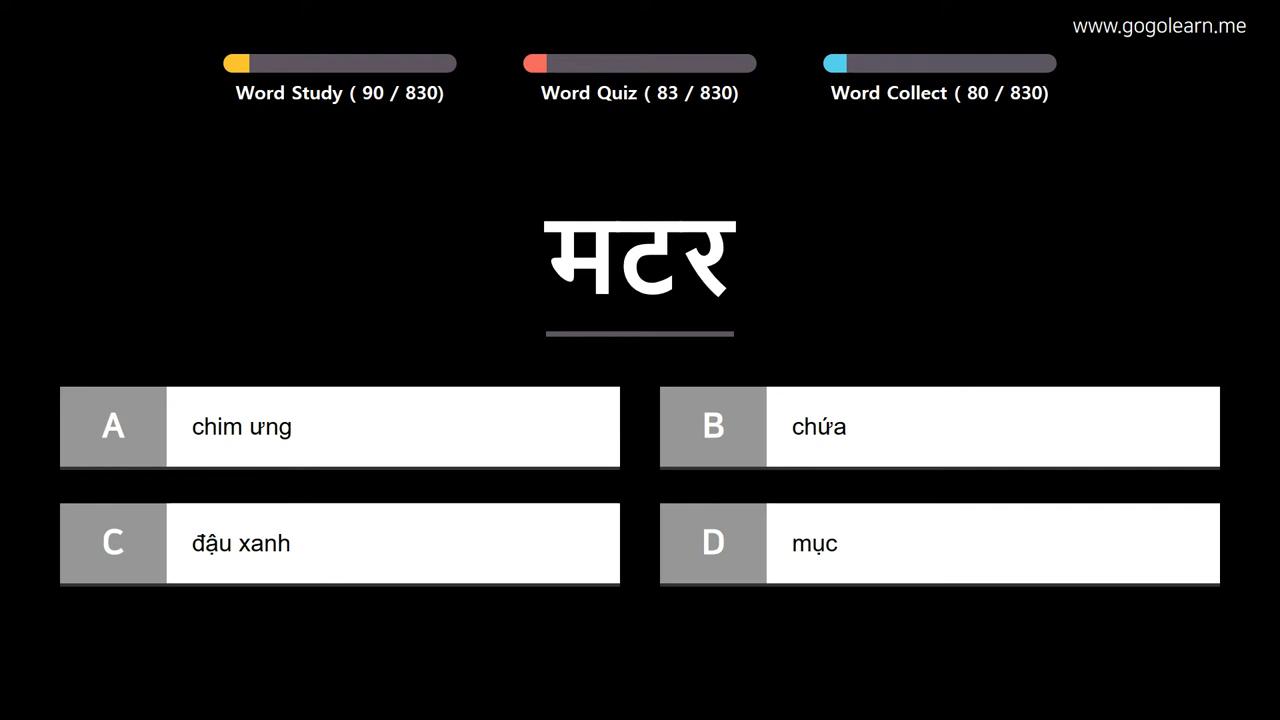 www.gogolearn.me
Word Study ( 90 / 830)
Word Quiz ( 83 / 830)
Word Collect ( 80 / 830)
मटर
A chim ưng
B chứa
C đậu xanh
D mục